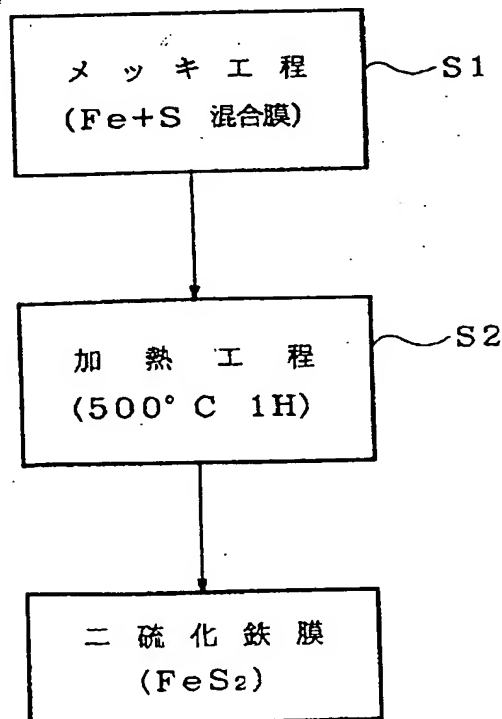 メッキ工程
(Fe+S 混合膜)
S1
加熱工程
(500°C 1H)
S2
二硫化鉄膜
(FeS₂)